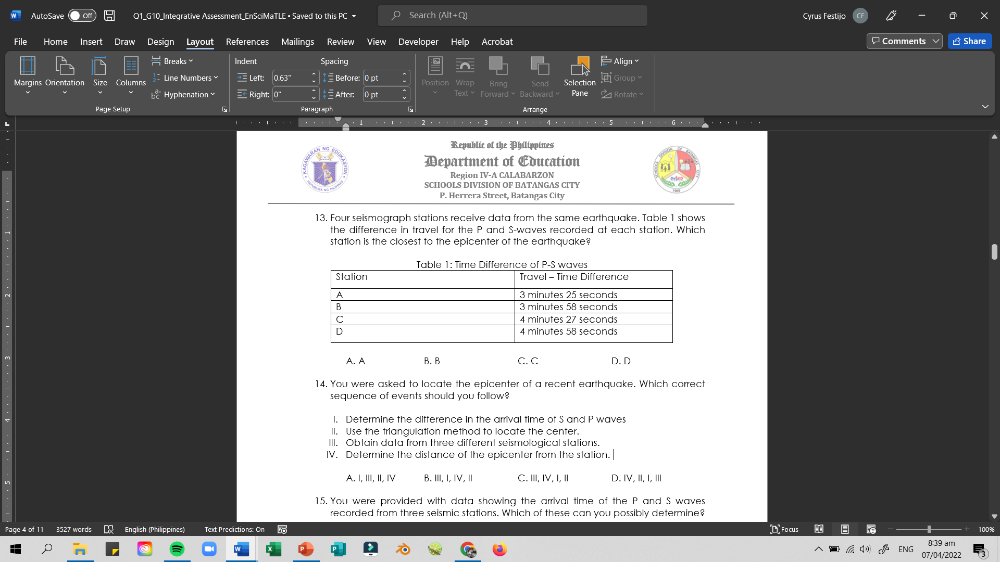 AutoSave Off Q1_G10_Integrative Assessment_EnSciMaTLE • Saved to this PC Search (Alt+Q) Cyrus Festijo CF
File Home Insert Draw Design Layout References Mailings Review View Developer Help Acrobat Comments Share
Margins Orientation Size Columns Breaks Line Numbers Hyphenation
Page Setup
Indent Spacing
Left: 0.63" Before: 0 pt
Right: 0" After: 0 pt
Paragraph
Position Wrap Text Bring Forward Send Backward Selection Pane Align Group Rotate
Arrange
1 2 3 4 5 6
KAGAWARAN NG EDUKASYON
REPUBLIKA NG PILIPINAS
Republic of the Philippines
Department of Education
Region IV-A CALABARZON
SCHOOLS DIVISION OF BATANGAS CITY
P. Herrera Street, Batangas City
SCHOOLS DIVISION OF BATANGAS CITY
DepED
1969
13. Four seismograph stations receive data from the same earthquake. Table 1 shows
the difference in travel for the P and S-waves recorded at each station. Which
station is the closest to the epicenter of the earthquake?
Table 1: Time Difference of P-S waves
Station Travel – Time Difference
A 3 minutes 25 seconds
B 3 minutes 58 seconds
C 4 minutes 27 seconds
D 4 minutes 58 seconds
A. A B. B C. C D. D
14. You were asked to locate the epicenter of a recent earthquake. Which correct
sequence of events should you follow?
I. Determine the difference in the arrival time of S and P waves
II. Use the triangulation method to locate the center.
III. Obtain data from three different seismological stations.
IV. Determine the distance of the epicenter from the station.
A. I, III, II, IV B. III, I, IV, II C. III, IV, I, II D. IV, II, I, III
15. You were provided with data showing the arrival time of the P and S waves
recorded from three seismic stations. Which of these can you possibly determine?
1
2
3
4
5
Page 4 of 11 3527 words English (Philippines) Text Predictions: On Focus 100%
ENG 8:39 am
07/04/2022
3